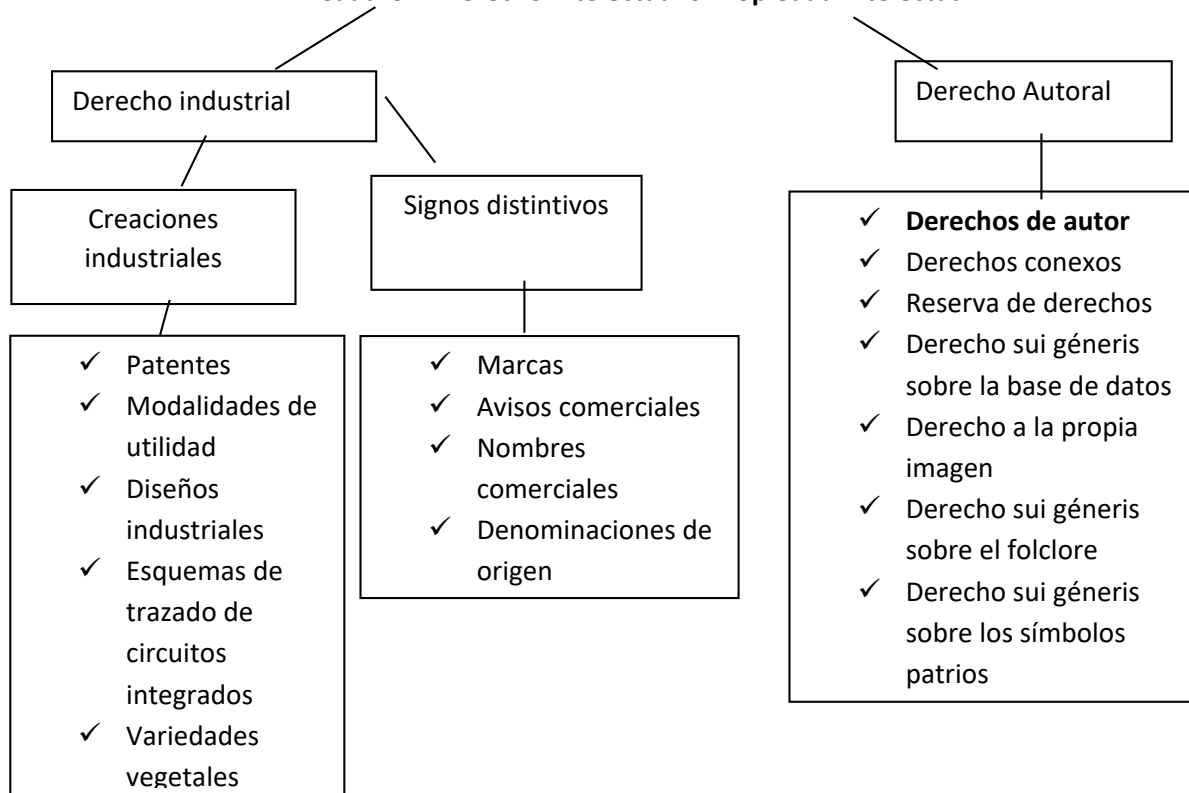 Derecho industrial
Derecho Autoral
Creaciones
industriales
Signos distintivos
✓ Patentes
✓ Modalidades de
utilidad
✓ Diseños
industriales
✓ Esquemas de
trazado de
circuitos
integrados
✓ Variedades
vegetales
✓ Marcas
✓ Avisos comerciales
✓ Nombres
comerciales
✓ Denominaciones de
origen
✓ Derechos de autor
✓ Derechos conexos
✓ Reserva de derechos
✓ Derecho sui géneris
sobre la base de datos
✓ Derecho a la propia
imagen
✓ Derecho sui géneris
sobre el folclore
✓ Derecho sui géneris
sobre los símbolos
patrios